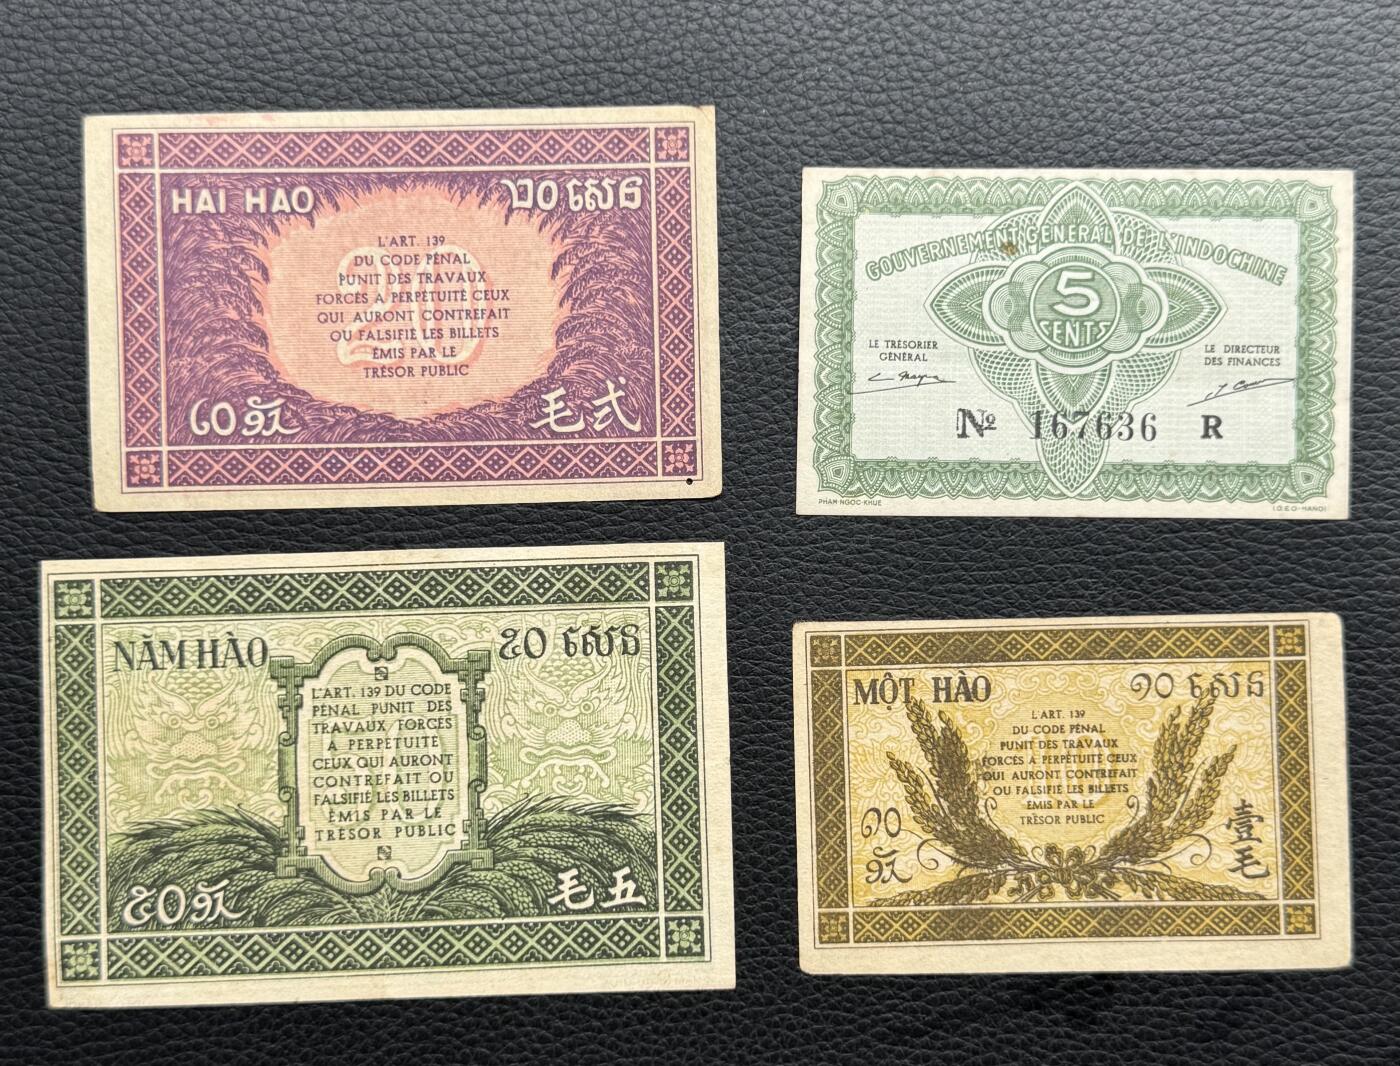 HAI HÀO
២០ សេន
L'ART. 139
DU CODE PÉNAL
PUNIT DES TRAVAUX
FORCÉS A PERPÉTUITÉ CEUX
QUI AURONT CONTREFAIT
OU FALSIFIÉ LES BILLETS
ÉMIS PAR LE
TRÉSOR PUBLIC
20
毛弍
GOUVERNEMENT GÉNÉRAL DE L'INDOCHINE
5
CENTS
LE TRÉSORIER
GÉNÉRAL
LE DIRECTEUR
DES FINANCES
No 167636 R
PHAM-NGOC-KHUE
I.D.E.O-HANOI
NĂM HÀO
៥០ សេន
L'ART. 139 DU CODE
PÉNAL PUNIT DES
TRAVAUX FORCÉS
À PERPÉTUITÉ
CEUX QUI AURONT
CONTREFAIT OU
FALSIFIÉ LES BILLETS
ÉMIS PAR LE
TRÉSOR PUBLIC
毛五
MỘT HÀO
១០ សេន
L'ART. 139
DU CODE PÉNAL
PUNIT DES TRAVAUX
FORCÉS A PERPÉTUITÉ CEUX
QUI AURONT CONTREFAIT
OU FALSIFIÉ LES BILLETS
ÉMIS PAR LE
TRÉSOR PUBLIC
壹
毛